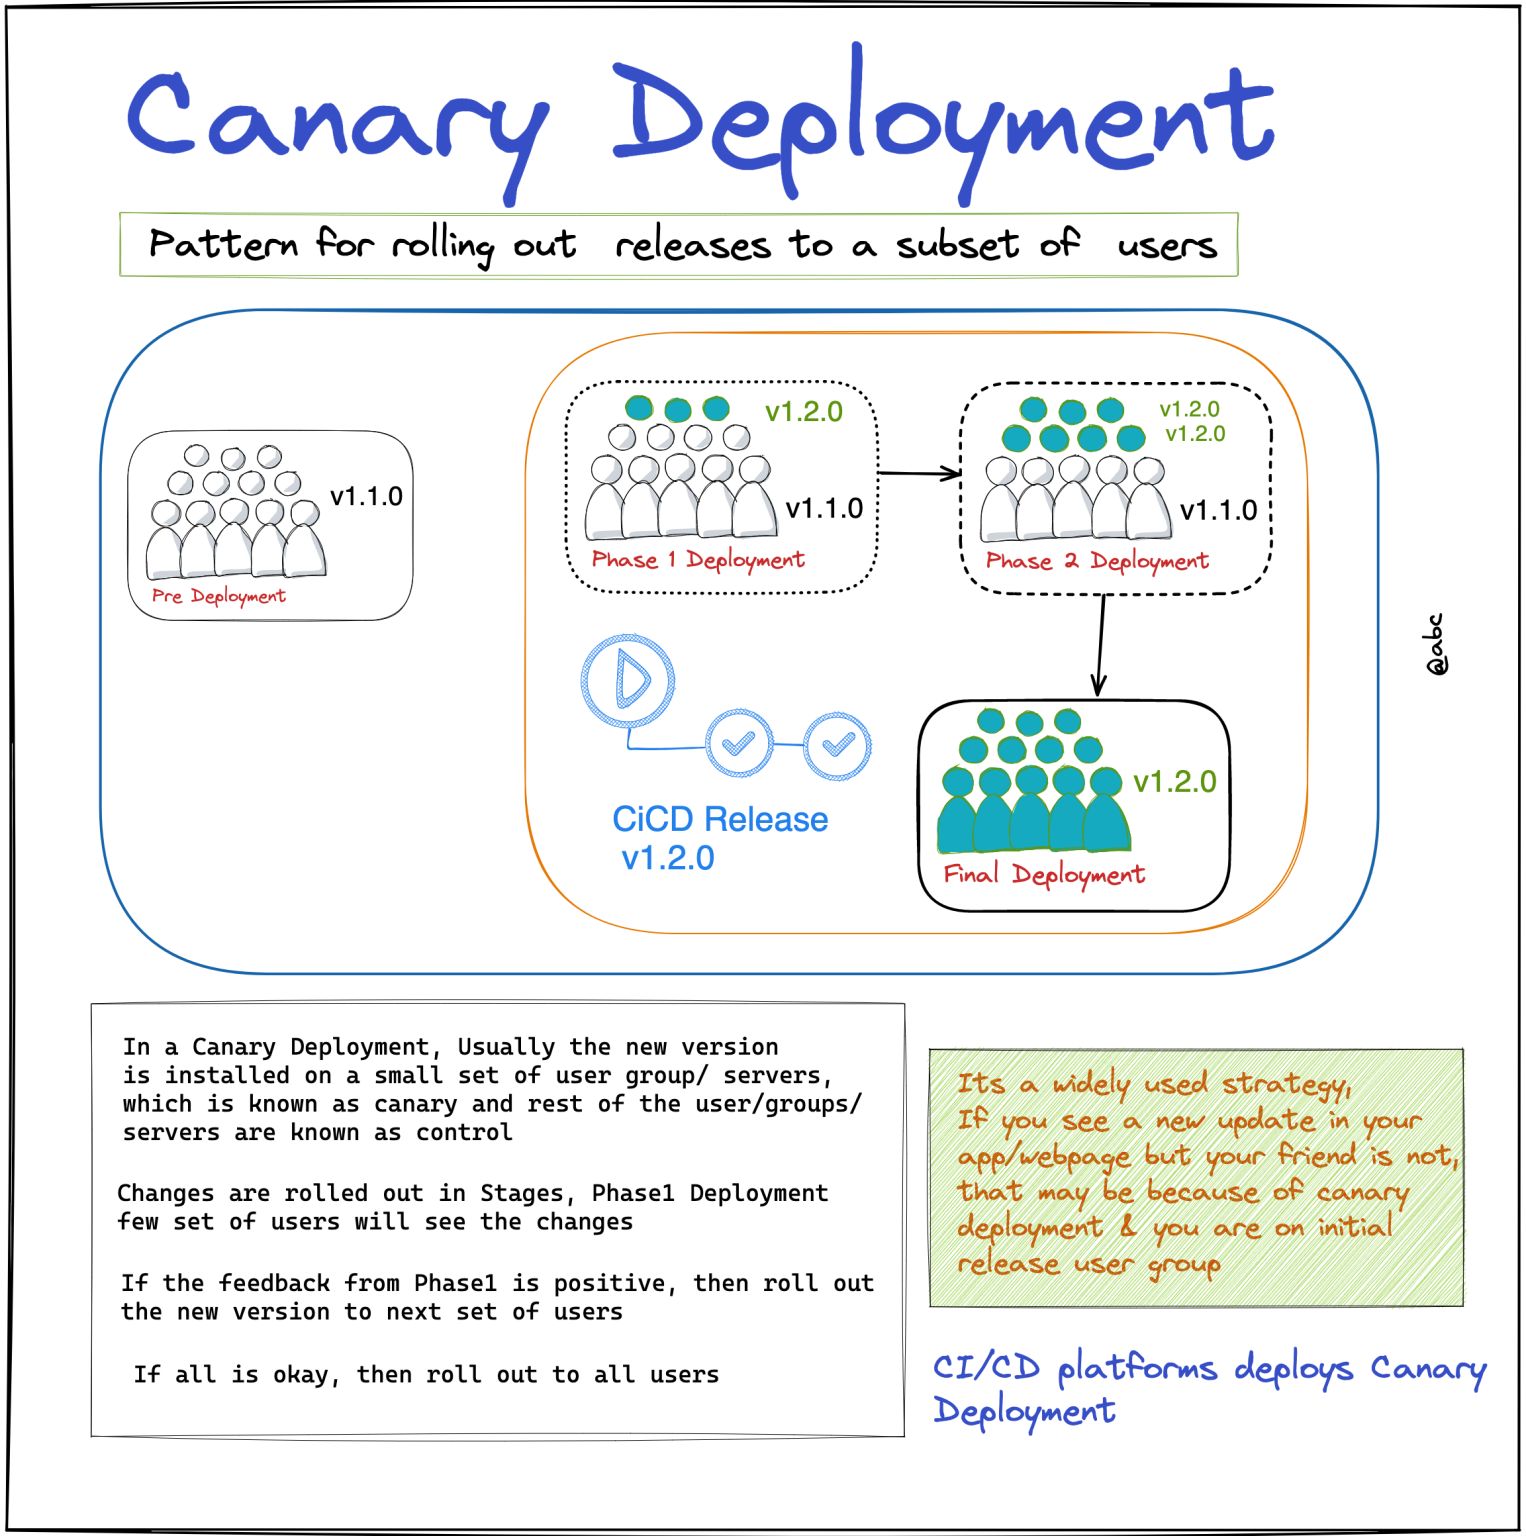 Canary Deployment
Pattern for rolling out releases to a subset of users
v1.1.0
Pre Deployment
v1.2.0
v1.1.0
Phase 1 Deployment
v1.2.0
v1.2.0
v1.1.0
Phase 2 Deployment
CiCD Release
v1.2.0
v1.2.0
Final Deployment
@abc
In a Canary Deployment, Usually the new version
is installed on a small set of user group/ servers,
which is known as canary and rest of the user/groups/
servers are known as control
Changes are rolled out in Stages, Phase1 Deployment
few set of users will see the changes
If the feedback from Phase1 is positive, then roll out
the new version to next set of users
If all is okay, then roll out to all users
Its a widely used strategy,
If you see a new update in your
app/webpage but your friend is not,
that may be because of canary
deployment & you are on initial
release user group
CI/CD platforms deploys Canary
Deployment